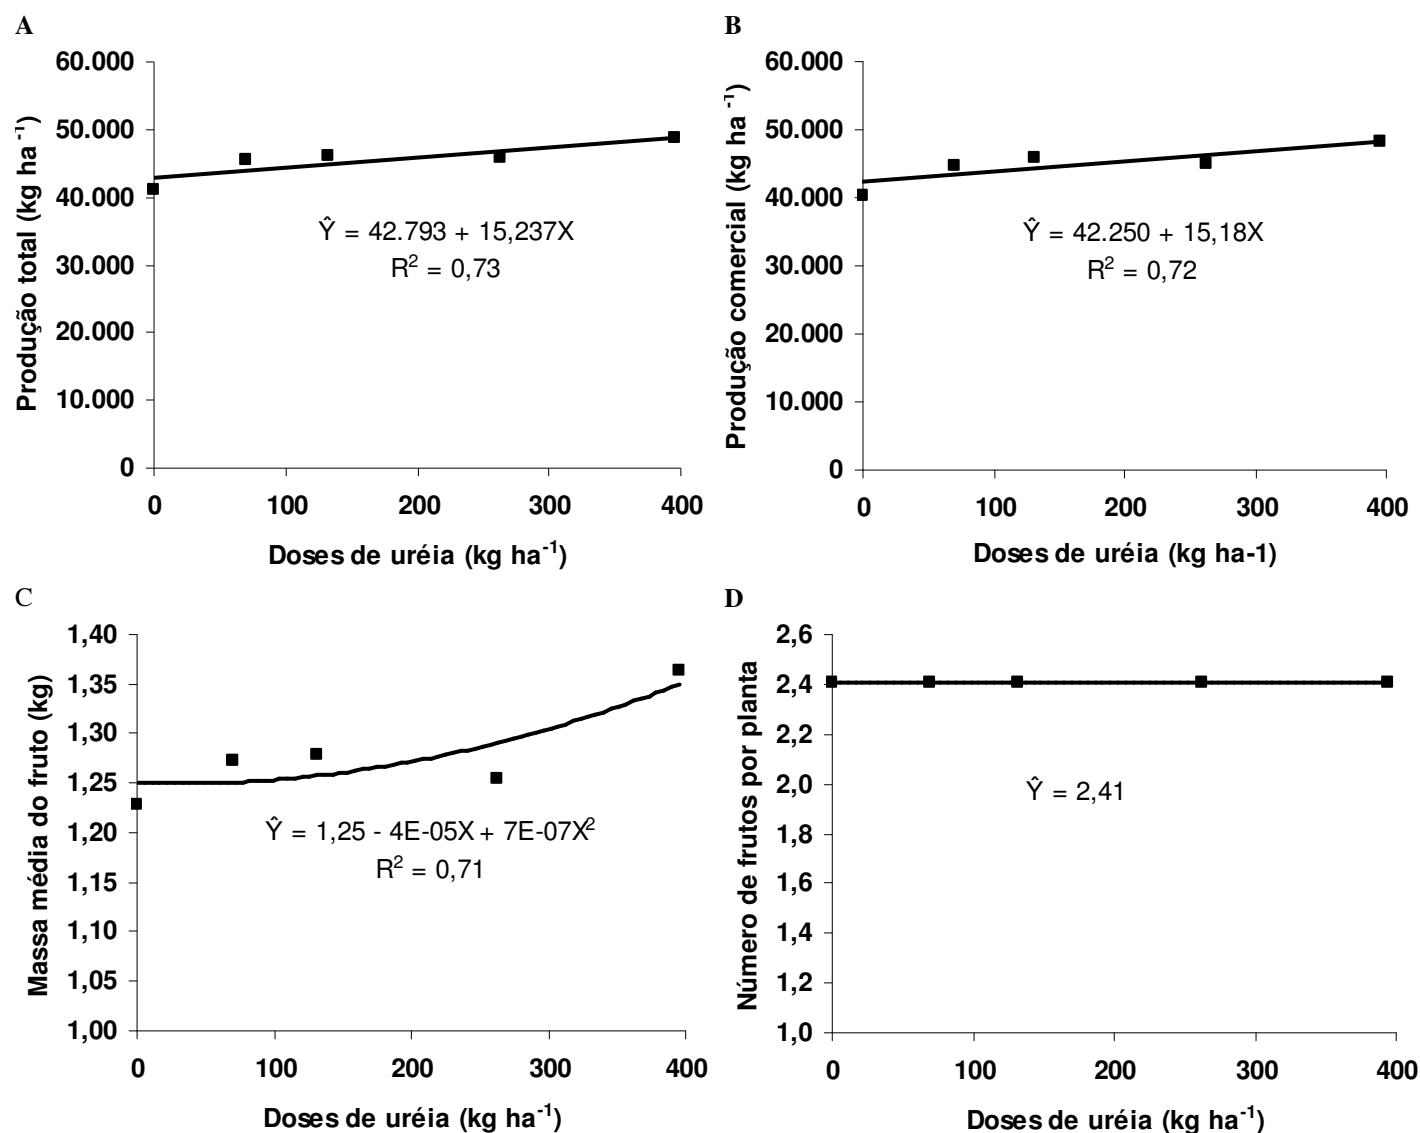 A
Produção total (kg ha ⁻¹)
60.000
50.000
40.000
30.000
20.000
10.000
0
Ŷ = 42.793 + 15,237X
R² = 0,73
0 100 200 300 400
Doses de uréia (kg ha⁻¹)
B
Produção comercial (kg ha ⁻¹)
60.000
50.000
40.000
30.000
20.000
10.000
0
Ŷ = 42.250 + 15,18X
R² = 0,72
0 100 200 300 400
Doses de uréia (kg ha-1)
C
Massa média do fruto (kg)
1,40
1,35
1,30
1,25
1,20
1,15
1,10
1,05
1,00
Ŷ = 1,25 - 4E-05X + 7E-07X²
R² = 0,71
0 100 200 300 400
Doses de uréia (kg ha⁻¹)
D
Número de frutos por planta
2,6
2,4
2,2
2,0
1,8
1,6
1,4
1,2
1,0
Ŷ = 2,41
0 100 200 300 400
Doses de uréia (kg ha⁻¹)